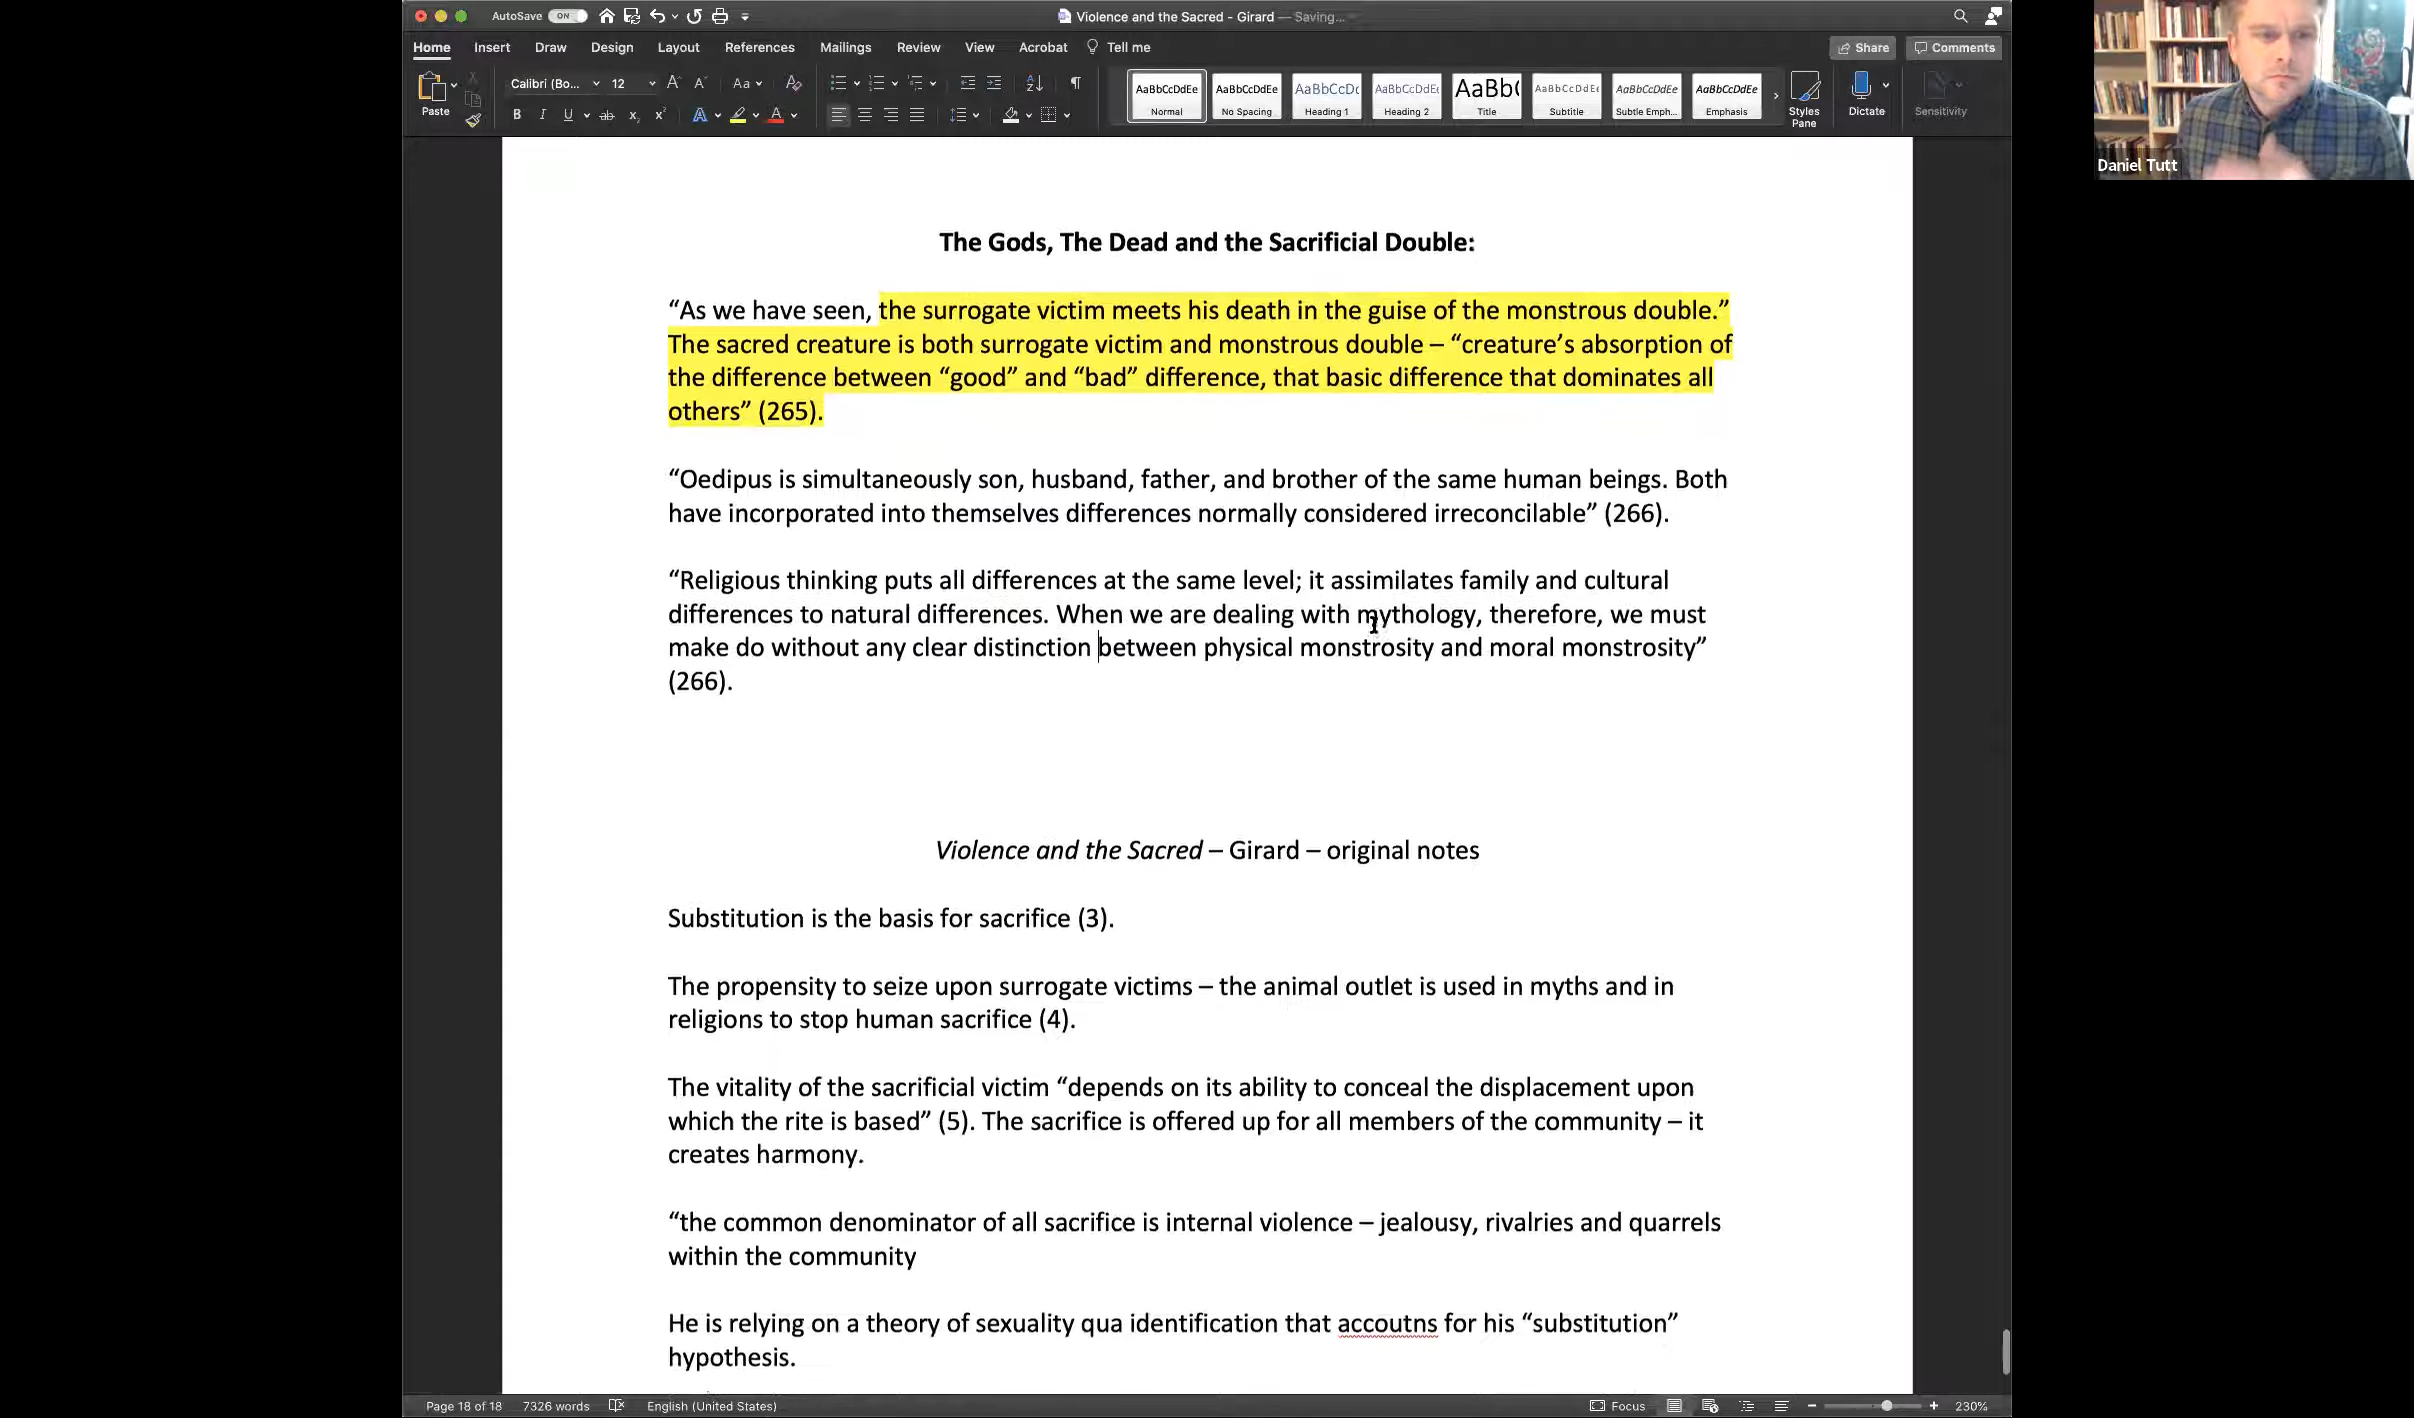 AutoSave ON Violence and the Sacred - Girard — Saving...
Home Insert Draw Design Layout References Mailings Review View Acrobat Tell me Share Comments
Paste Calibri (Bo... 12 Aa AaBbCcDdEe AaBbCcDdEe AaBbCcDc AaBbCcDdEe AaBb( AaBbCcDdEe AaBbCcDdEe AaBbCcDdEe
Normal No Spacing Heading 1 Heading 2 Title Subtitle Subtle Emph... Emphasis Styles Pane Dictate Sensitivity
Daniel Tutt
The Gods, The Dead and the Sacrificial Double:
“As we have seen, the surrogate victim meets his death in the guise of the monstrous double.”
The sacred creature is both surrogate victim and monstrous double – “creature’s absorption of
the difference between “good” and “bad” difference, that basic difference that dominates all
others” (265).
“Oedipus is simultaneously son, husband, father, and brother of the same human beings. Both
have incorporated into themselves differences normally considered irreconcilable” (266).
“Religious thinking puts all differences at the same level; it assimilates family and cultural
differences to natural differences. When we are dealing with mythology, therefore, we must
make do without any clear distinction between physical monstrosity and moral monstrosity”
(266).
Violence and the Sacred – Girard – original notes
Substitution is the basis for sacrifice (3).
The propensity to seize upon surrogate victims – the animal outlet is used in myths and in
religions to stop human sacrifice (4).
The vitality of the sacrificial victim “depends on its ability to conceal the displacement upon
which the rite is based” (5). The sacrifice is offered up for all members of the community – it
creates harmony.
“the common denominator of all sacrifice is internal violence – jealousy, rivalries and quarrels
within the community
He is relying on a theory of sexuality qua identification that accoutns for his “substitution”
hypothesis.
Page 18 of 18 7326 words English (United States) Focus 230%